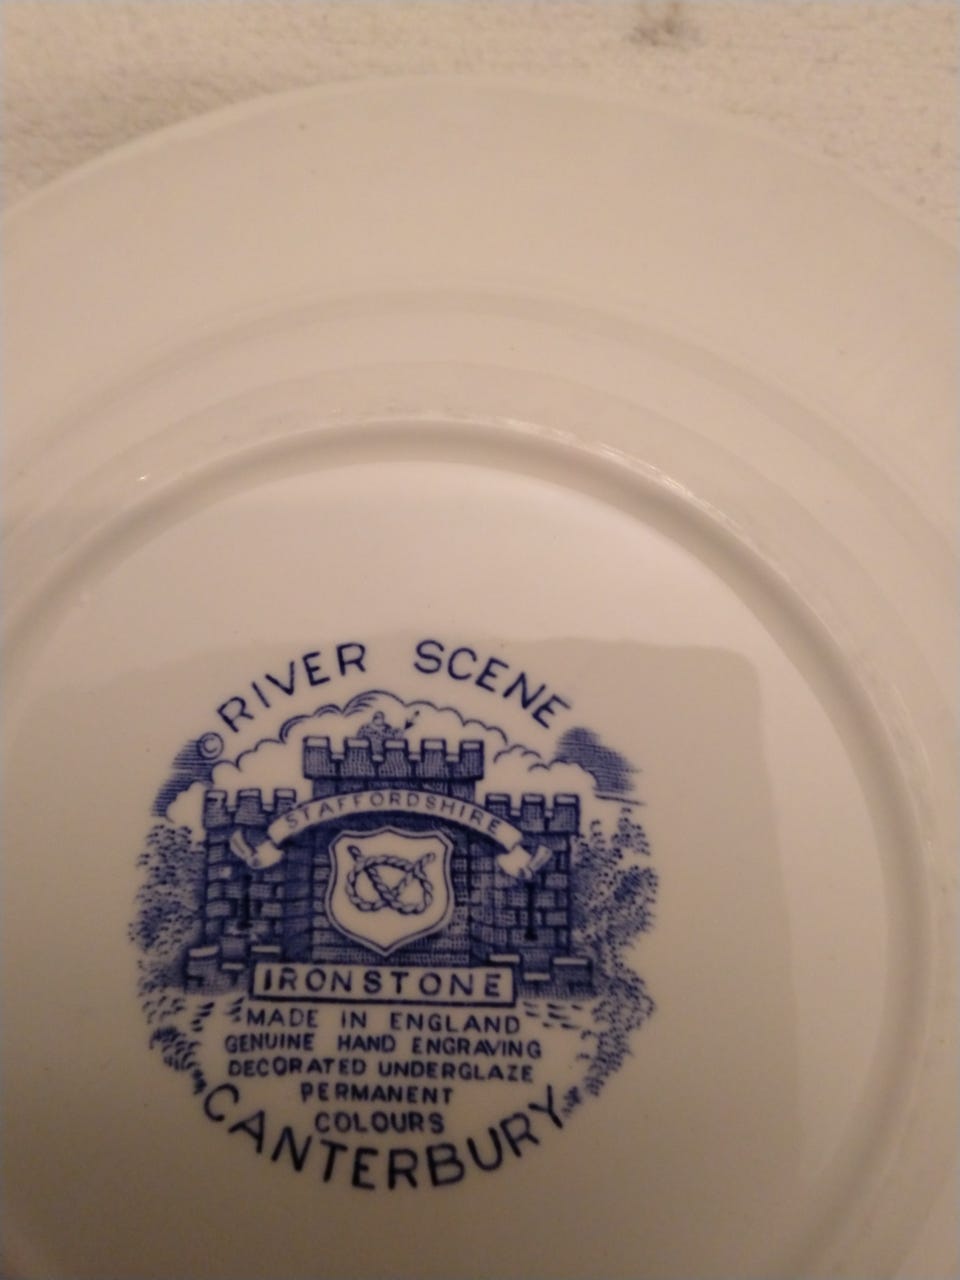 © RIVER SCENE
STAFFORDSHIRE
IRONSTONE
MADE IN ENGLAND
GENUINE HAND ENGRAVING
DECORATED UNDERGLAZE
PERMANENT
COLOURS
CANTERBURY